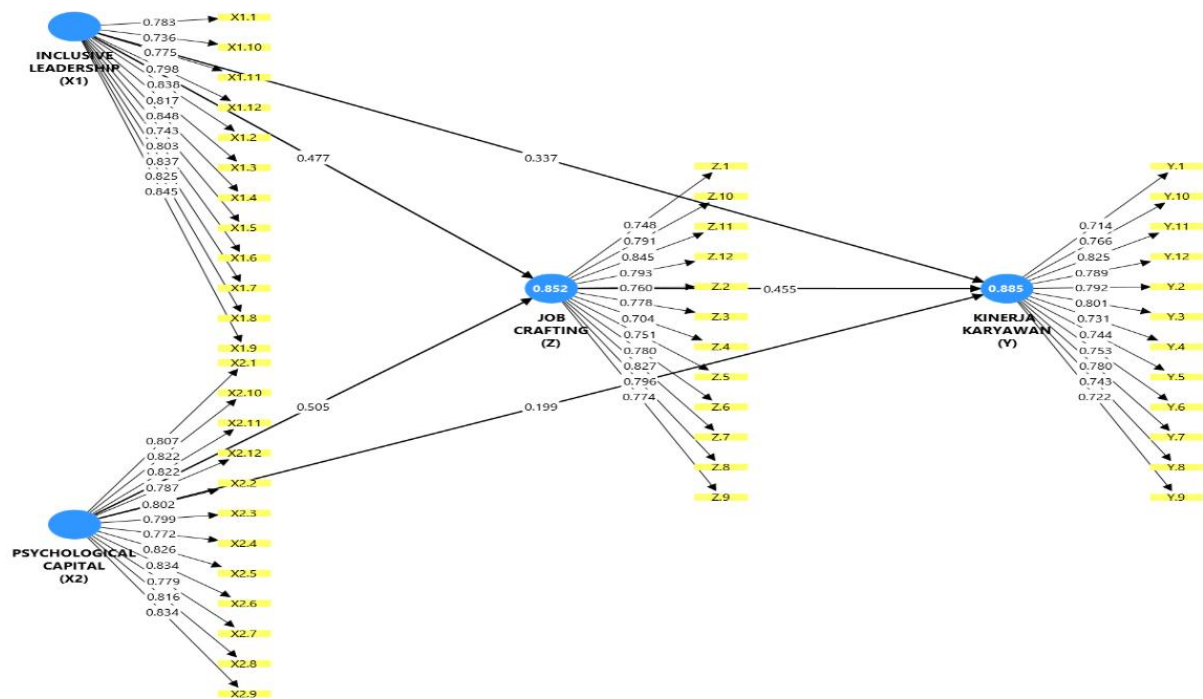 INCLUSIVE
LEADERSHIP
(X1)
0.783
0.736
0.775
0.798
0.838
0.817
0.848
0.743
0.803
0.837
0.825
0.845
X1.1
X1.10
X1.11
X1.12
X1.2
X1.3
X1.4
X1.5
X1.6
X1.7
X1.8
X1.9
0.477
0.337
PSYCHOLOGICAL
CAPITAL
(X2)
0.807
0.822
0.822
0.787
0.802
0.799
0.772
0.826
0.834
0.779
0.816
0.834
X2.1
X2.10
X2.11
X2.12
X2.2
X2.3
X2.4
X2.5
X2.6
X2.7
X2.8
X2.9
0.505
0.199
0.852
JOB
CRAFTING
(Z)
0.748
0.791
0.845
0.793
0.760
0.778
0.704
0.751
0.780
0.827
0.796
0.774
Z.1
Z.10
Z.11
Z.12
Z.2
Z.3
Z.4
Z.5
Z.6
Z.7
Z.8
Z.9
0.455
0.885
KINERJA
KARYAWAN
(Y)
0.714
0.766
0.825
0.789
0.792
0.801
0.731
0.744
0.753
0.780
0.743
0.722
Y.1
Y.10
Y.11
Y.12
Y.2
Y.3
Y.4
Y.5
Y.6
Y.7
Y.8
Y.9